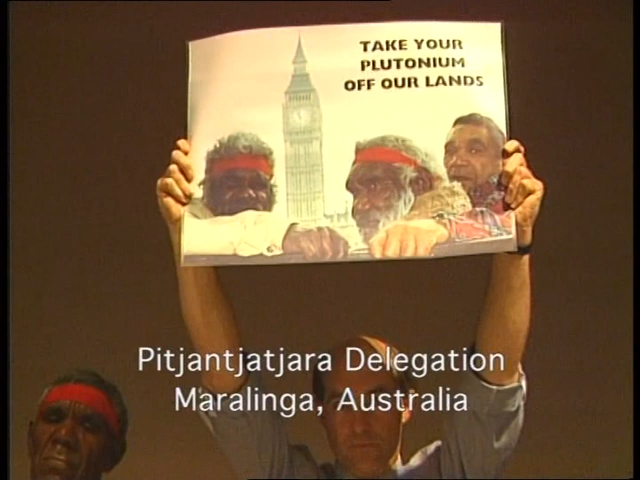 TAKE YOUR
PLUTONIUM
OFF OUR LANDS
Pitjantjatjara Delegation
Maralinga, Australia